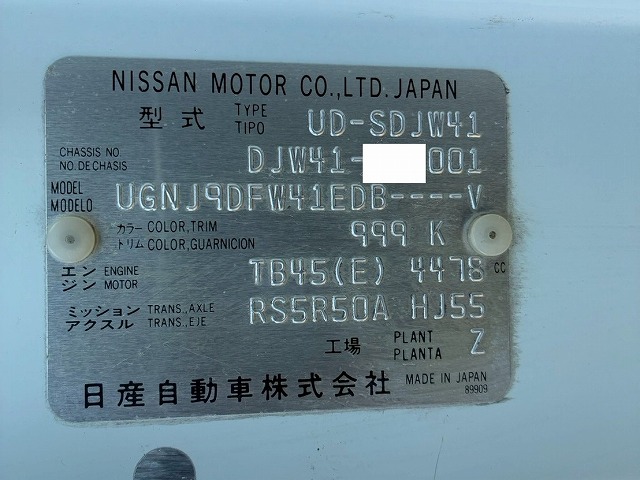 NISSAN MOTOR CO.,LTD. JAPAN
型式 TYPE TIPO UD-SDJW41
CHASSIS NO. NO. DE CHASIS DJW41- 001
MODEL MODELO UGNJ9DFW41EDB----V
カラー COLOR, TRIM
トリム COLOR, GUARNICION 999 K
エン ENGINE
ジン MOTOR TB45(E) 4478 CC
ミッション TRANS., AXLE
アクスル TRANS., EJE RS5R50A HJ55
工場 PLANT PLANTA Z
日産自動車株式会社 MADE IN JAPAN
89909